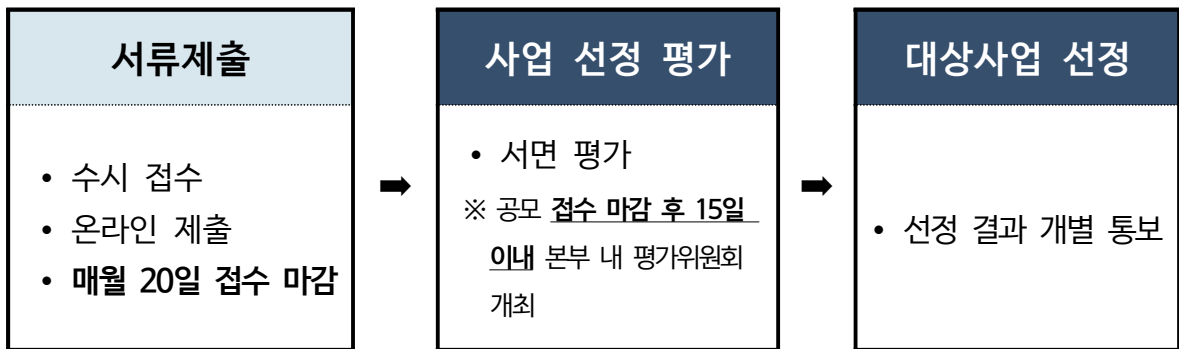 서류제출
• 수시 접수
• 온라인 제출
• 매월 20일 접수 마감
➡
사업 선정 평가
• 서면 평가
※ 공모 접수 마감 후 15일
이내 본부 내 평가위원회
개최
➡
대상사업 선정
• 선정 결과 개별 통보